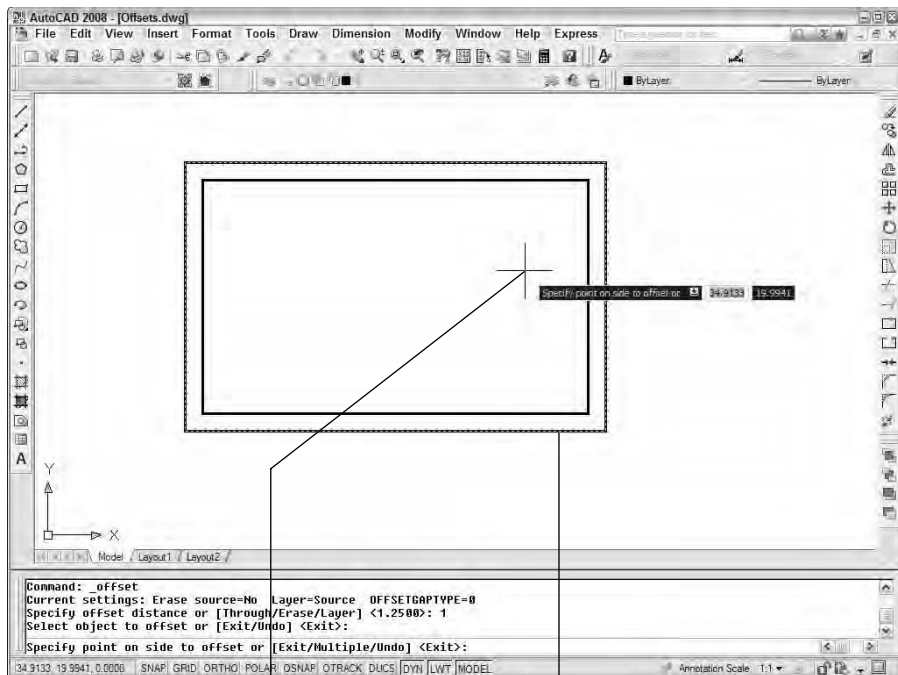 AutoCAD 2008 - [Offsets.dwg]
File Edit View Insert Format Tools Draw Dimension Modify Window Help Express
ByLayer ByLayer
Specify point on side to offset or 34.9133 19.9941
Y
X
Model Layout1 Layout2
Command: _offset
Current settings: Erase source=No Layer=Source OFFSETGAPTYPE=0
Specify offset distance or [Through/Erase/Layer] <1.2500>: 1
Select object to offset or [Exit/Undo] <Exit>:
Specify point on side to offset or [Exit/Multiple/Undo] <Exit>:
34.9133, 19.9941, 0.0000 SNAP GRID ORTHO POLAR OSNAP OTRACK DUCS DYN LWT MODEL Annotation Scale 1:1